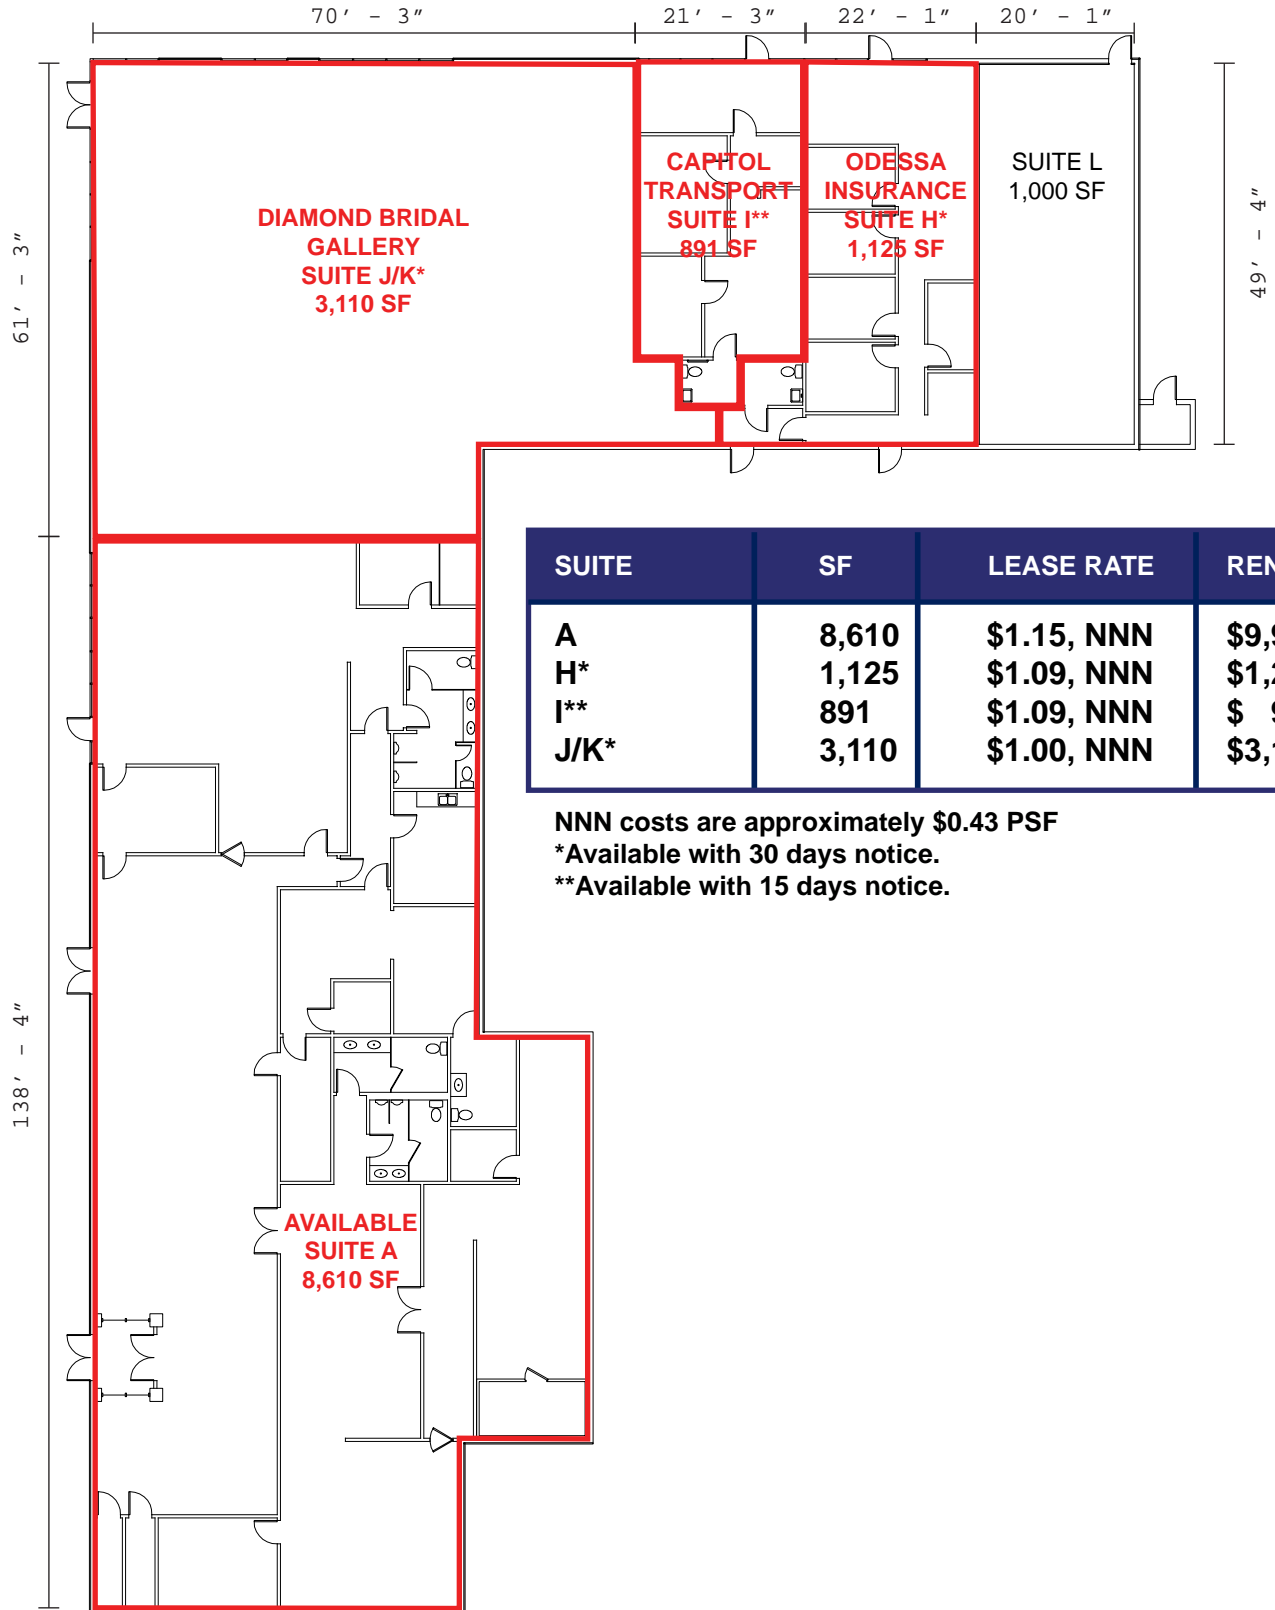 70' - 3"
21' - 3"
22' - 1"
20' - 1"
61' - 3"
49' - 4"
138' - 4"
DIAMOND BRIDAL
GALLERY
SUITE J/K*
3,110 SF
CAPITOL
TRANSPORT
SUITE I**
891 SF
ODESSA
INSURANCE
SUITE H*
1,125 SF
SUITE L
1,000 SF
SUITE SF LEASE RATE
A 8,610 $1.15, NNN
H* 1,125 $1.09, NNN
I** 891 $1.09, NNN
J/K* 3,110 $1.00, NNN
NNN costs are approximately $0.43 PSF
*Available with 30 days notice.
**Available with 15 days notice.
AVAILABLE
SUITE A
8,610 SF